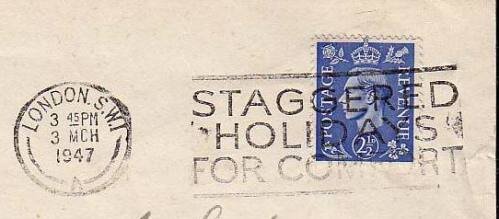 LONDON. S.W.1
3 45PM
3 MCH
1947
A
STAGGERED
HOLIDAYS
FOR COMFORT
POSTAGE
REVENUE
2½D